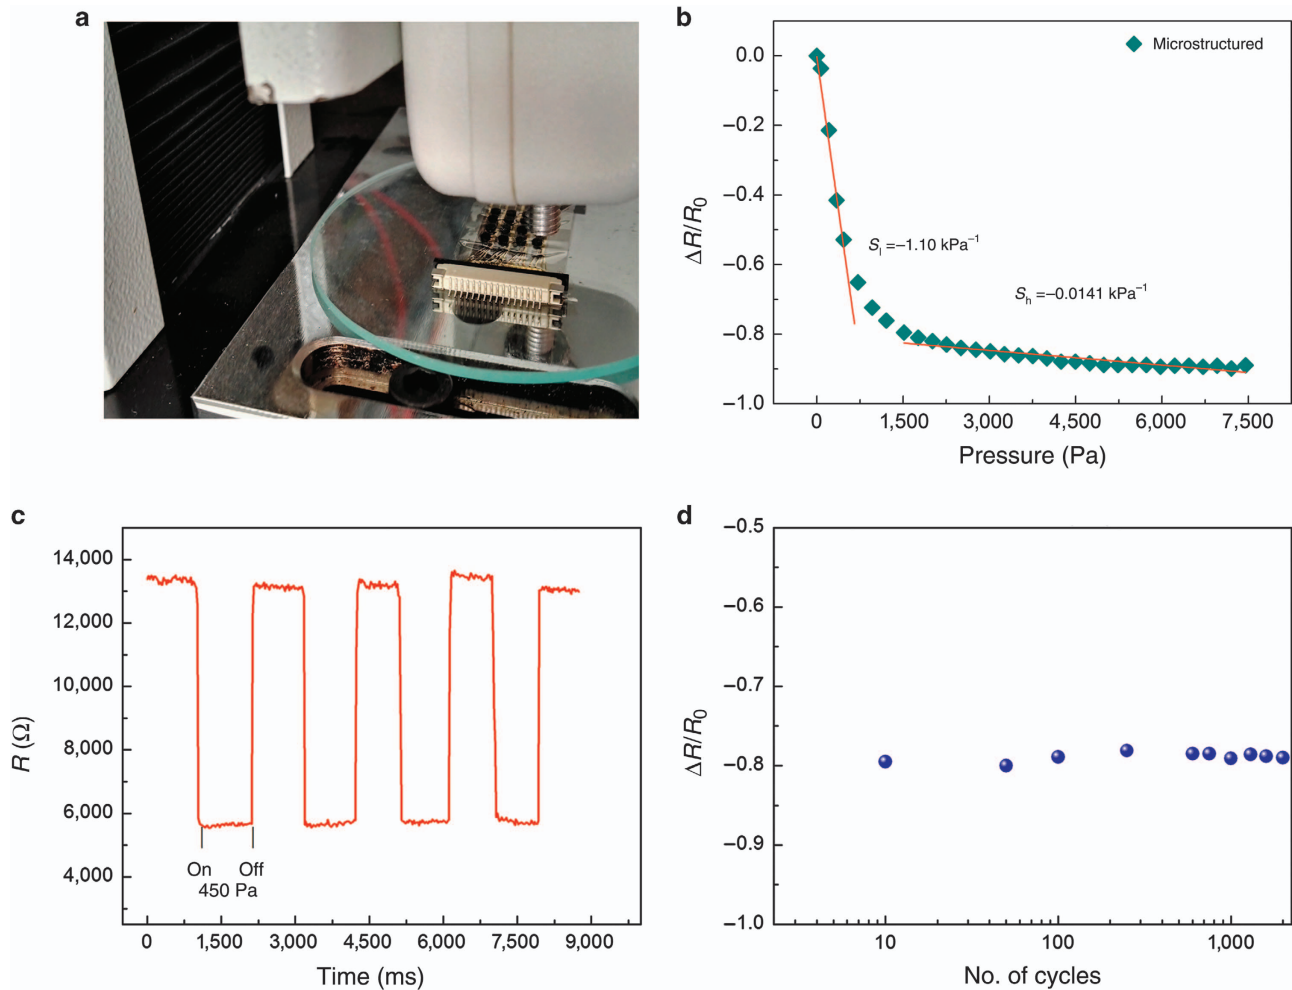 a
b
0.0
−0.2
−0.4
−0.6
−0.8
−1.0
ΔR/R0
Microstructured
Sl =−1.10 kPa−1
Sh =−0.0141 kPa−1
0 1,500 3,000 4,500 6,000 7,500
Pressure (Pa)
c
14,000
12,000
10,000
8,000
6,000
4,000
R (Ω)
On Off
450 Pa
0 1,500 3,000 4,500 6,000 7,500 9,000
Time (ms)
d
−0.5
−0.6
−0.7
−0.8
−0.9
−1.0
ΔR/R0
10 100 1,000
No. of cycles